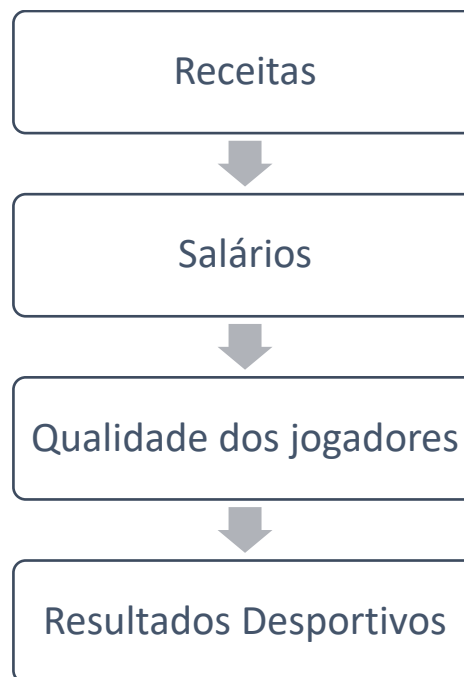 Receitas
Salários
Qualidade dos jogadores
Resultados Desportivos